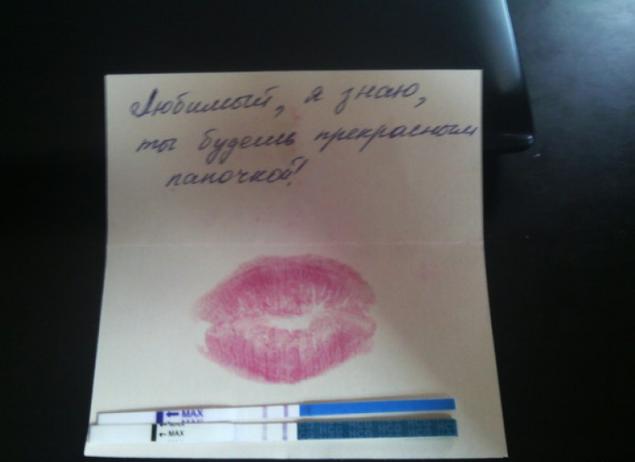 Любимый, я знаю,
ты будешь прекрасным
папочкой!
MAX
MAX